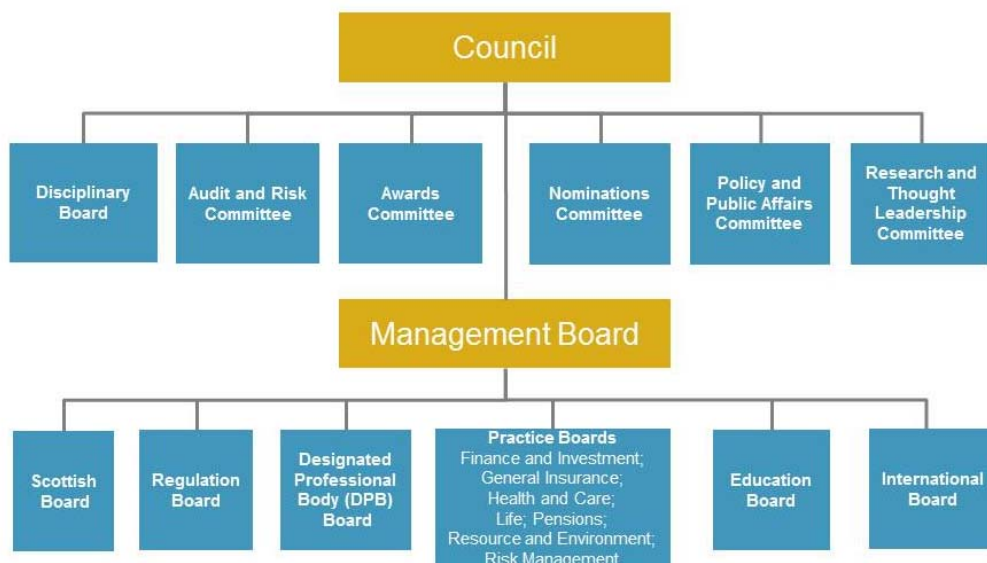 Council
Disciplinary
Board
Audit and Risk
Committee
Awards
Committee
Nominations
Committee
Policy and
Public Affairs
Committee
Research and
Thought
Leadership
Committee
Management Board
Scottish
Board
Regulation
Board
Designated
Professional
Body (DPB)
Board
Practice Boards
Finance and Investment;
General Insurance;
Health and Care;
Life; Pensions;
Resource and Environment;
Risk Management
Education
Board
International
Board